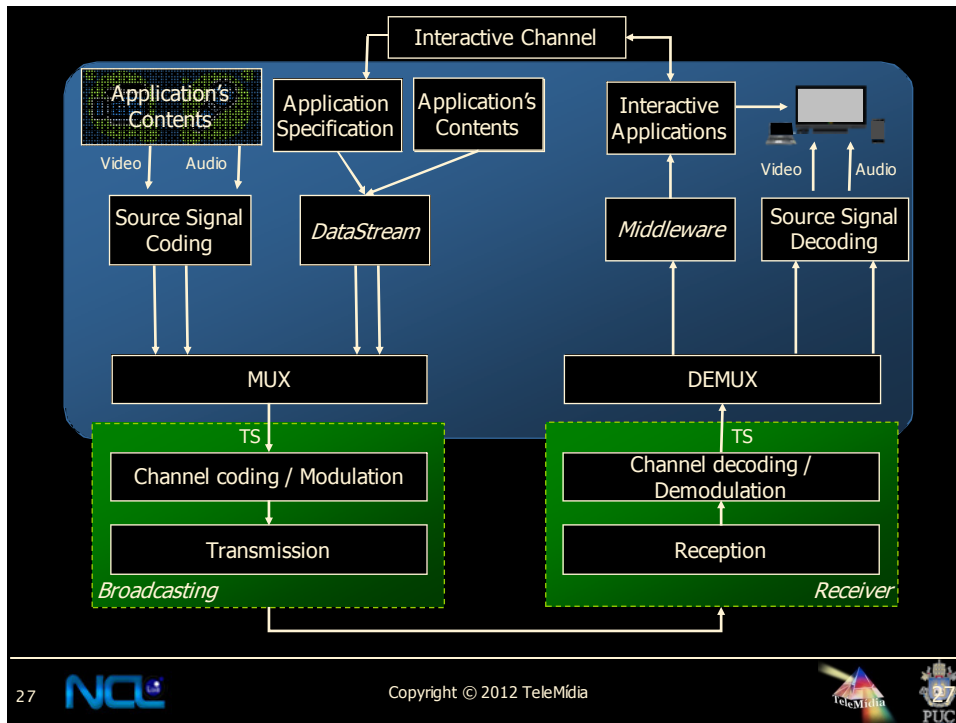 Interactive Channel
Application's
Contents
Application
Specification
Application's
Contents
Interactive
Applications
Video
Audio
Video
Audio
Source Signal
Coding
DataStream
Middleware
Source Signal
Decoding
MUX
DEMUX
TS
TS
Channel coding / Modulation
Channel decoding /
Demodulation
Transmission
Reception
Broadcasting
Receiver
27
NCL
Copyright © 2012 TeleMídia
TeleMídia
27
PUC